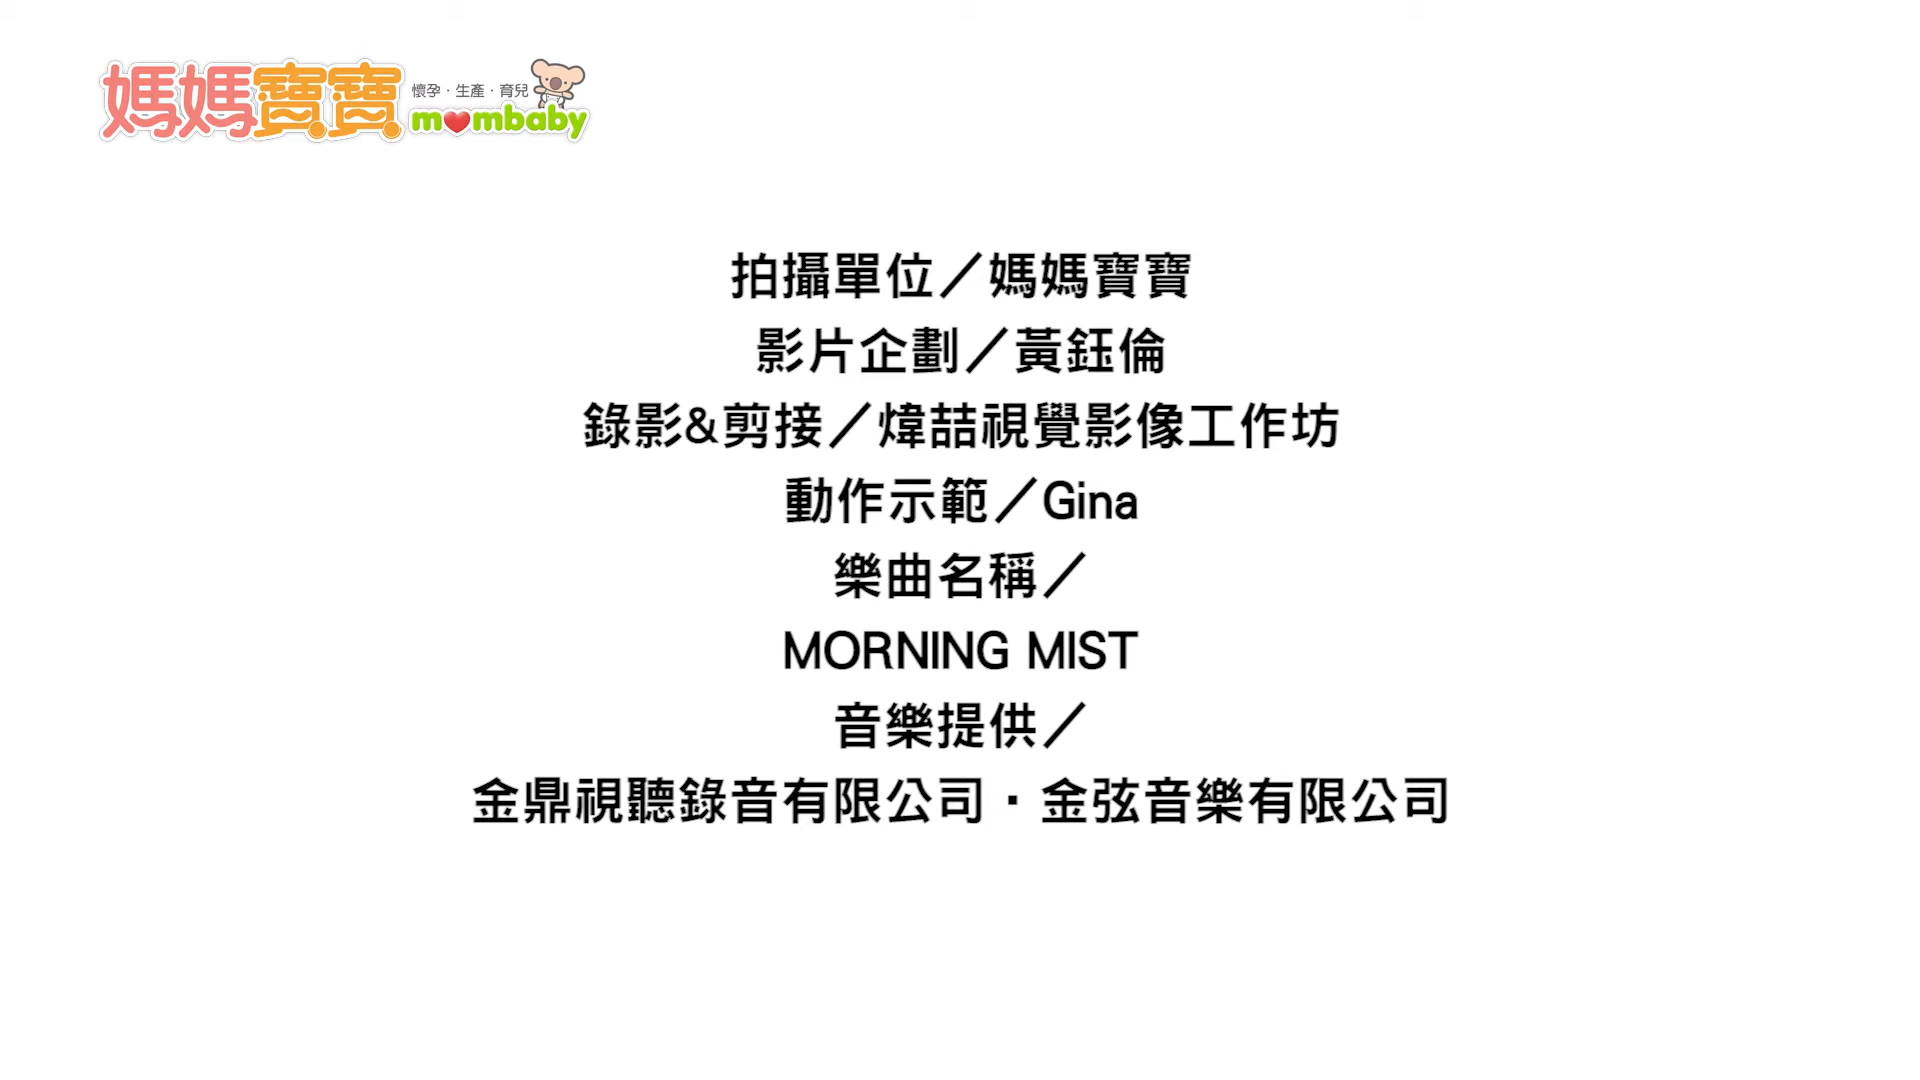 媽媽寶寶
懷孕·生產·育兒
mombaby
拍攝單位／媽媽寶寶
影片企劃／黃鈺倫
錄影&剪接／煒喆視覺影像工作坊
動作示範／Gina
樂曲名稱／
MORNING MIST
音樂提供／
金鼎視聽錄音有限公司·金弦音樂有限公司